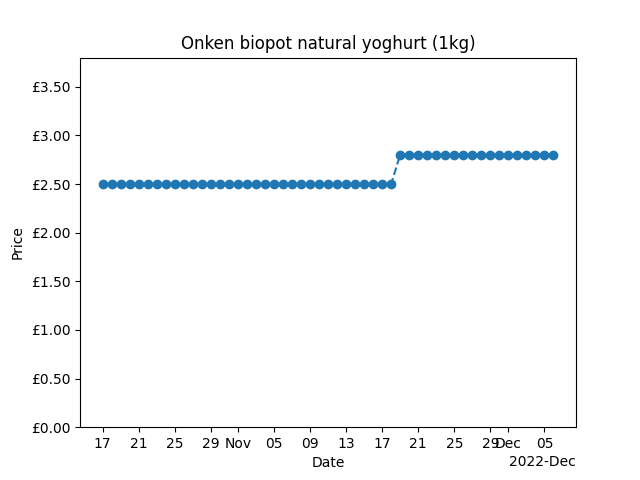 Onken biopot natural yoghurt (1kg)
£3.50
£3.00
£2.50
£2.00
£1.50
£1.00
£0.50
£0.00
Price
17 21 25 29 Nov 05 09 13 17 21 25 29 Dec 05
Date
2022-Dec